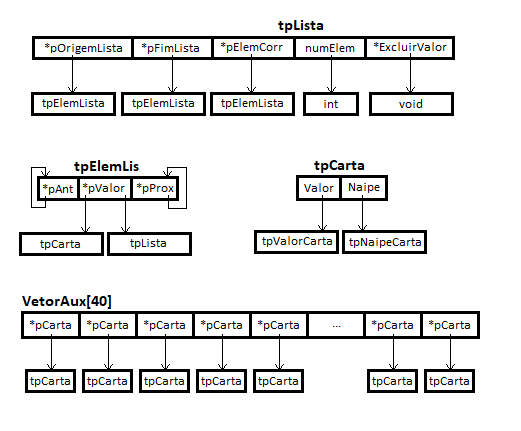 tpLista
*pOrigemLista *pFimLista *pElemCorr numElem *ExcluirValor
tpElemLista tpElemLista tpElemLista int void
tpElemLis tpCarta
*pAnt *pValor *pProx Valor Naipe
tpCarta tpLista tpValorCarta tpNaipeCarta
VetorAux[40]
*pCarta *pCarta *pCarta *pCarta *pCarta ... *pCarta *pCarta
tpCarta tpCarta tpCarta tpCarta tpCarta tpCarta tpCarta